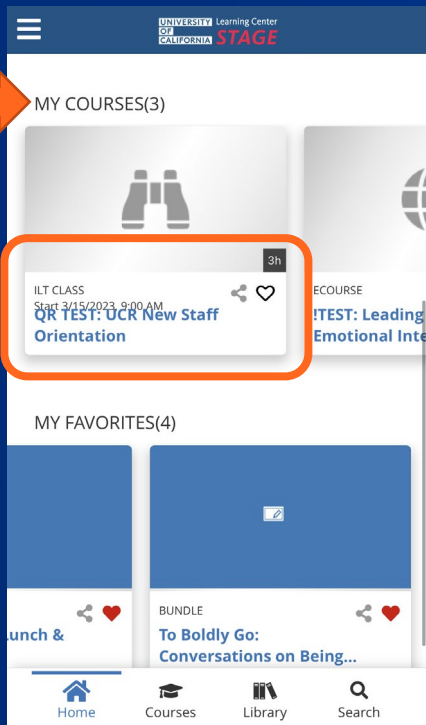 UNIVERSITY Learning Center
OF
CALIFORNIA STAGE
MY COURSES(3)
3h
ILT CLASS
Start 3/15/2023, 9:00 AM
QR TEST: UCR New Staff
Orientation
ECOURSE
!TEST: Leading
Emotional Inte
MY FAVORITES(4)
unch &
BUNDLE
To Boldly Go:
Conversations on Being...
Home Courses Library Search